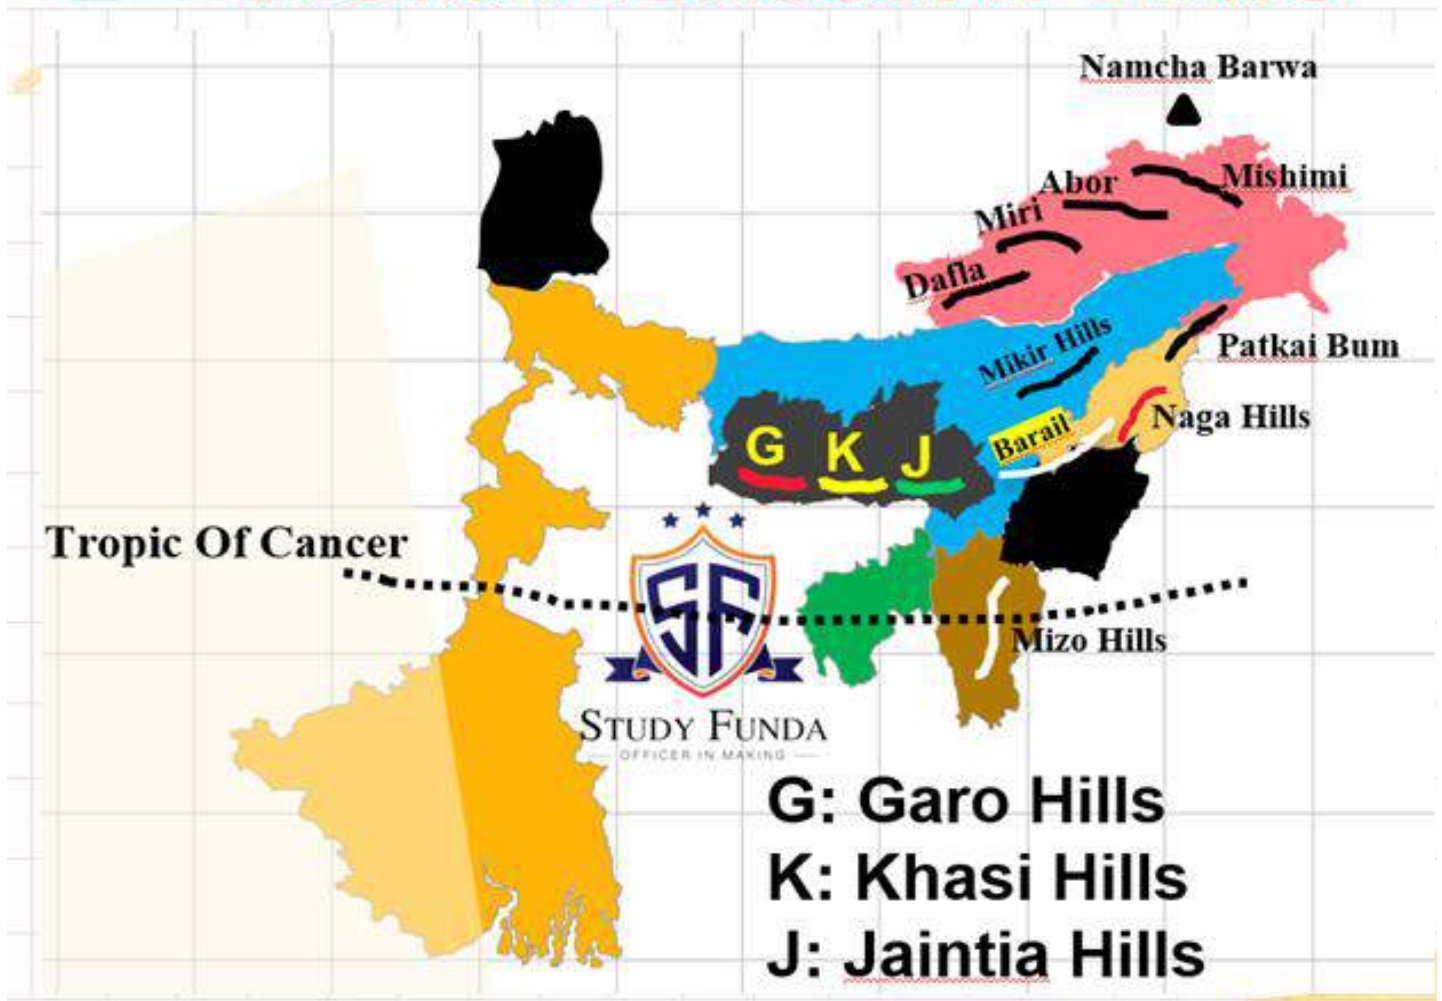 Namcha Barwa
Abor
Mishimi
Miri
Dafla
Mikir Hills
Patkai Bum
Barail
Naga Hills
G K J
Tropic Of Cancer
SF
Mizo Hills
STUDY FUNDA
OFFICER IN MAKING
G: Garo Hills
K: Khasi Hills
J: Jaintia Hills